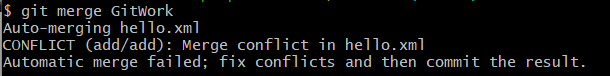 $ git merge GitWork
Auto-merging hello.xml
CONFLICT (add/add): Merge conflict in hello.xml
Automatic merge failed; fix conflicts and then commit the result.